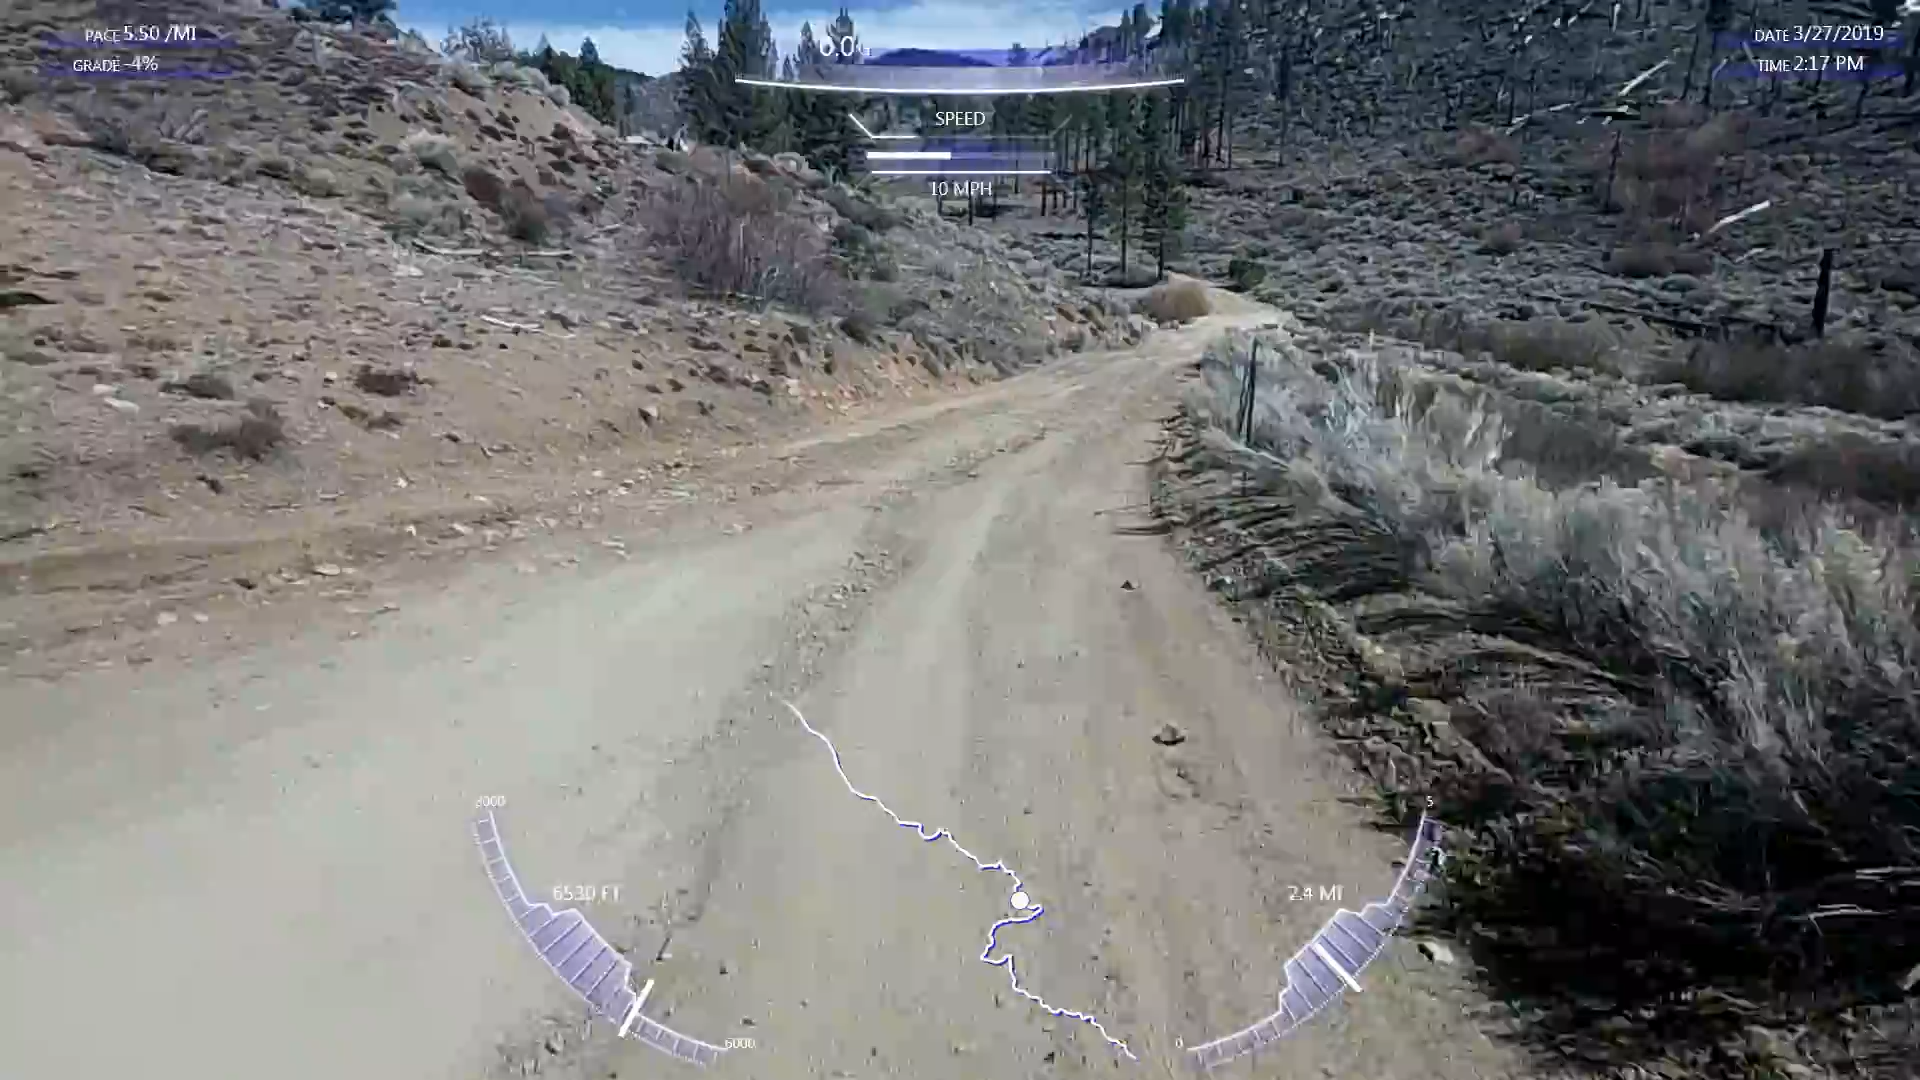 PACE 5.50 /MI
GRADE -4%
DATE 3/27/2019
TIME 2:17 PM
SPEED
10 MPH
6530 FT
6000
2.4 MI
5
0